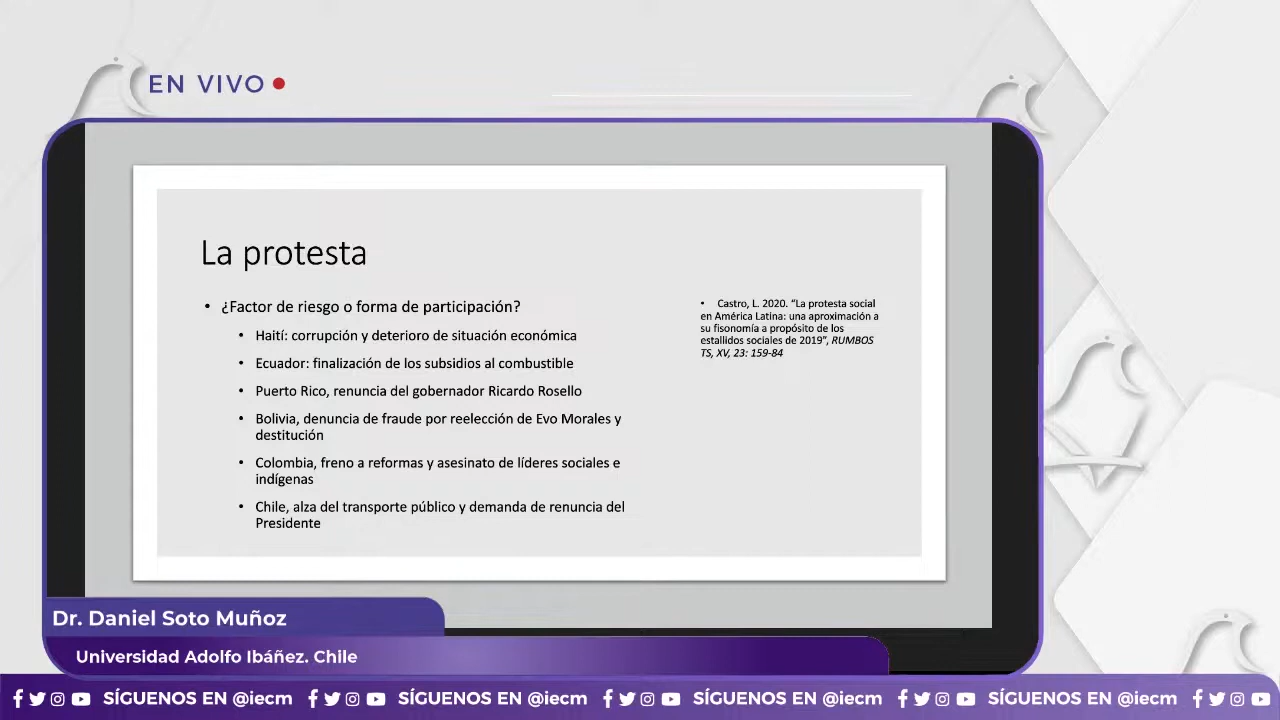 EN VIVO
La protesta
• ¿Factor de riesgo o forma de participación?
• Haití: corrupción y deterioro de situación económica
• Ecuador: finalización de los subsidios al combustible
• Puerto Rico, renuncia del gobernador Ricardo Rosello
• Bolivia, denuncia de fraude por reelección de Evo Morales y
destitución
• Colombia, freno a reformas y asesinato de líderes sociales e
indígenas
• Chile, alza del transporte público y demanda de renuncia del
Presidente
• Castro, L. 2020. “La protesta social
en América Latina: una aproximación a
su fisonomía a propósito de los
estallidos sociales de 2019”, RUMBOS
TS, XV, 23: 159-84
Dr. Daniel Soto Muñoz
Universidad Adolfo Ibáñez. Chile
SÍGUENOS EN @iecm SÍGUENOS EN @iecm SÍGUENOS EN @iecm SÍGUENOS EN @iecm